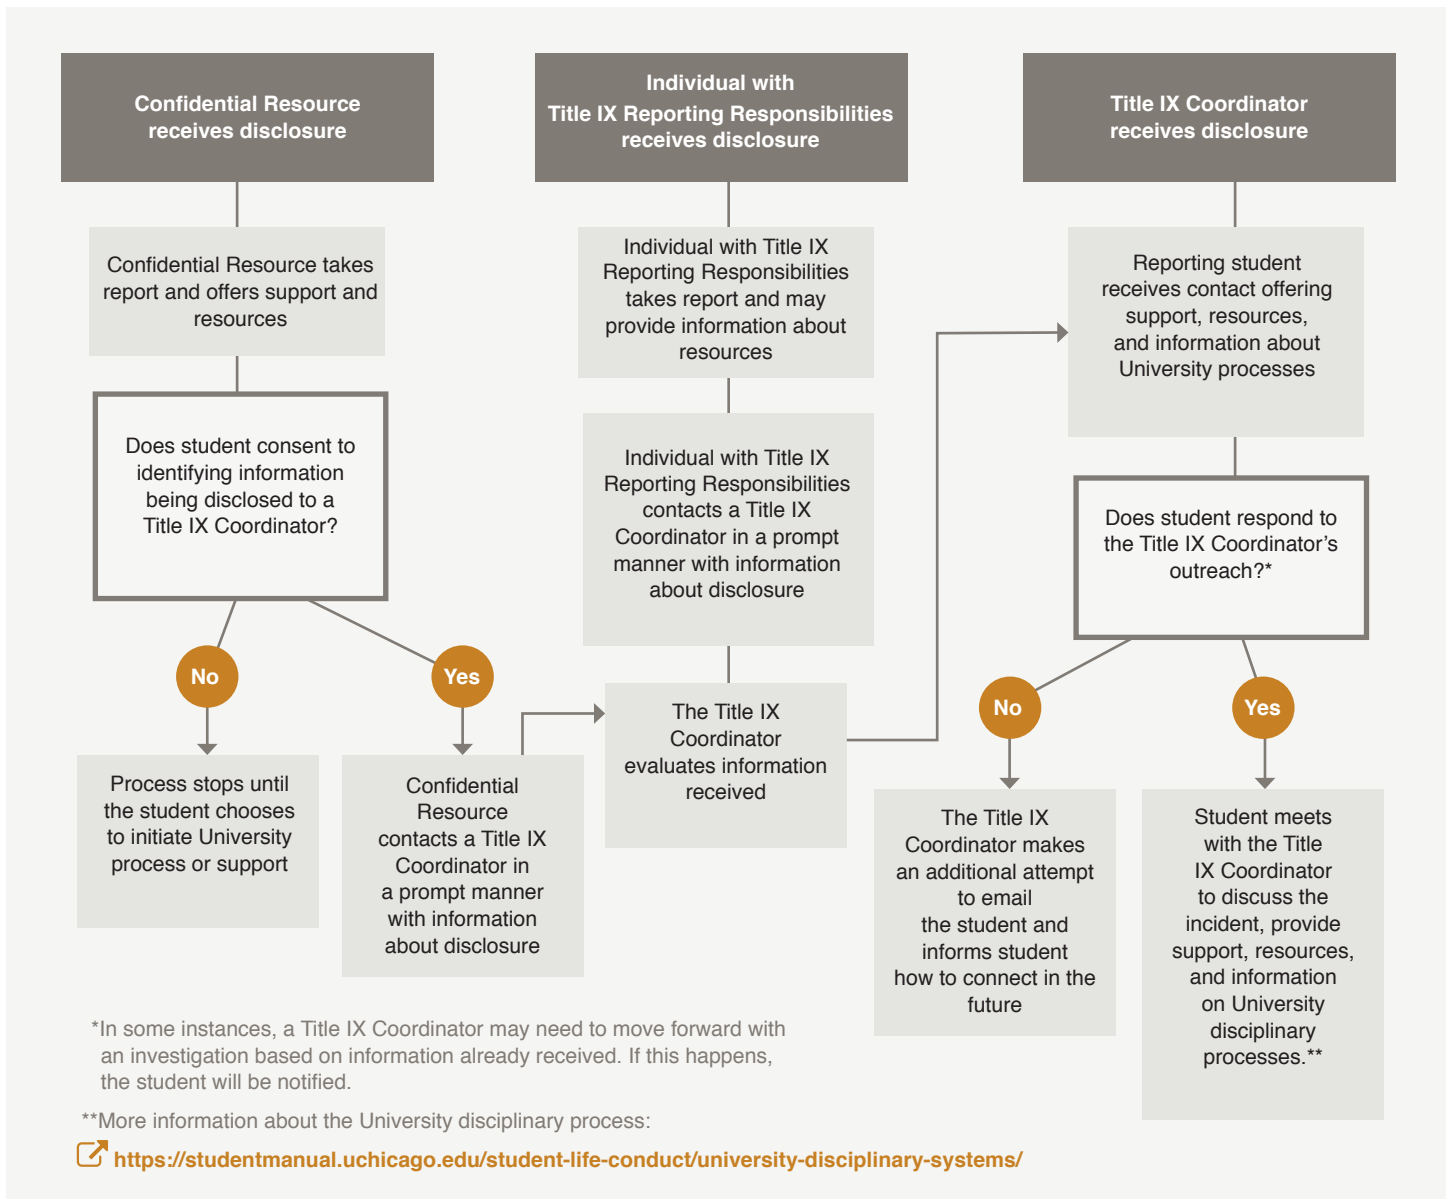 Confidential Resource
receives disclosure
Confidential Resource takes
report and offers support and
resources
Does student consent to
identifying information
being disclosed to a
Title IX Coordinator?
No
Yes
Process stops until
the student chooses
to initiate University
process or support
Confidential
Resource
contacts a Title IX
Coordinator in
a prompt manner
with information
about disclosure
Individual with
Title IX Reporting Responsibilities
receives disclosure
Individual with Title IX
Reporting Responsibilities
takes report and may
provide information about
resources
Individual with Title IX
Reporting Responsibilities
contacts a Title IX
Coordinator in a prompt
manner with information
about disclosure
The Title IX
Coordinator
evaluates information
received
Title IX Coordinator
receives disclosure
Reporting student
receives contact offering
support, resources,
and information about
University processes
Does student respond to
the Title IX Coordinator’s
outreach?*
No
Yes
The Title IX
Coordinator makes
an additional attempt
to email
the student and
informs student
how to connect in the
future
Student meets
with the Title
IX Coordinator
to discuss the
incident, provide
support, resources,
and information
on University
disciplinary
processes.**
*In some instances, a Title IX Coordinator may need to move forward with
an investigation based on information already received. If this happens,
the student will be notified.
**More information about the University disciplinary process:
https://studentmanual.uchicago.edu/student-life-conduct/university-disciplinary-systems/